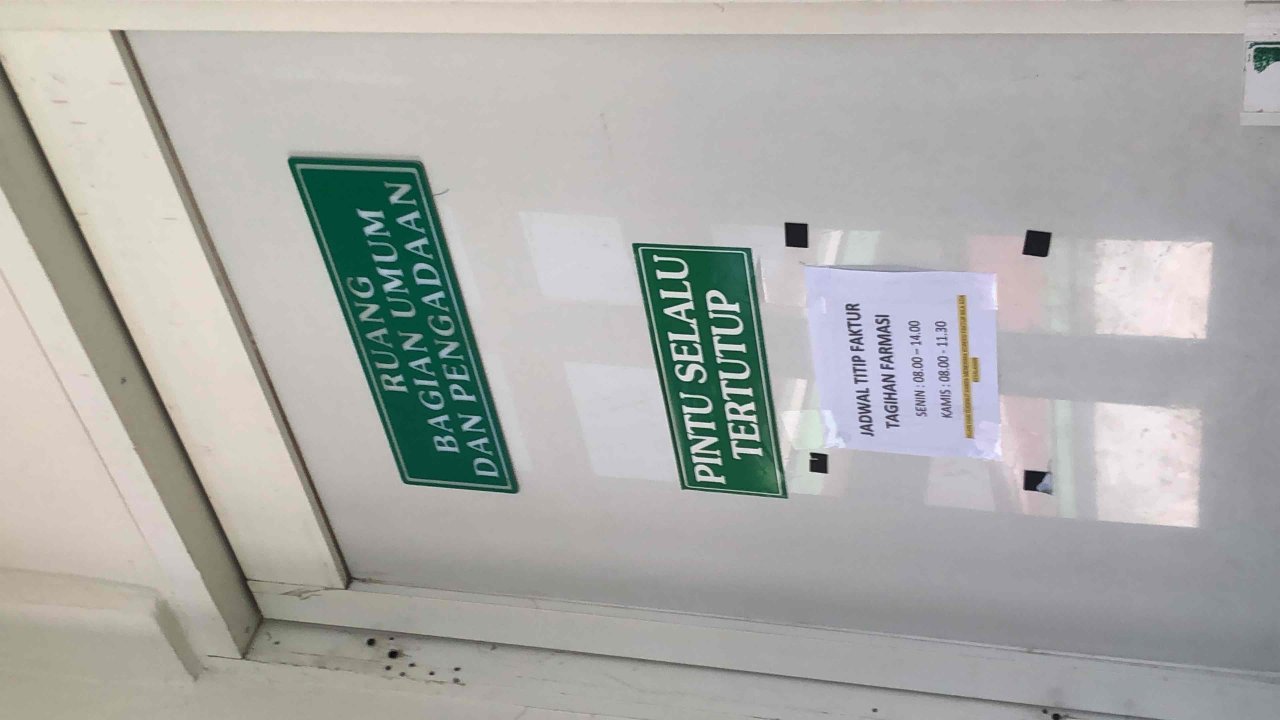 RUANG
BAGIAN UMUM
DAN PENGADAAN
PINTU SELALU
TERTUTUP
JADWAL TITIP FAKTUR
TAGIHAN FARMASI
SENIN : 08.00 – 14.00
KAMIS : 08.00 - 11.30